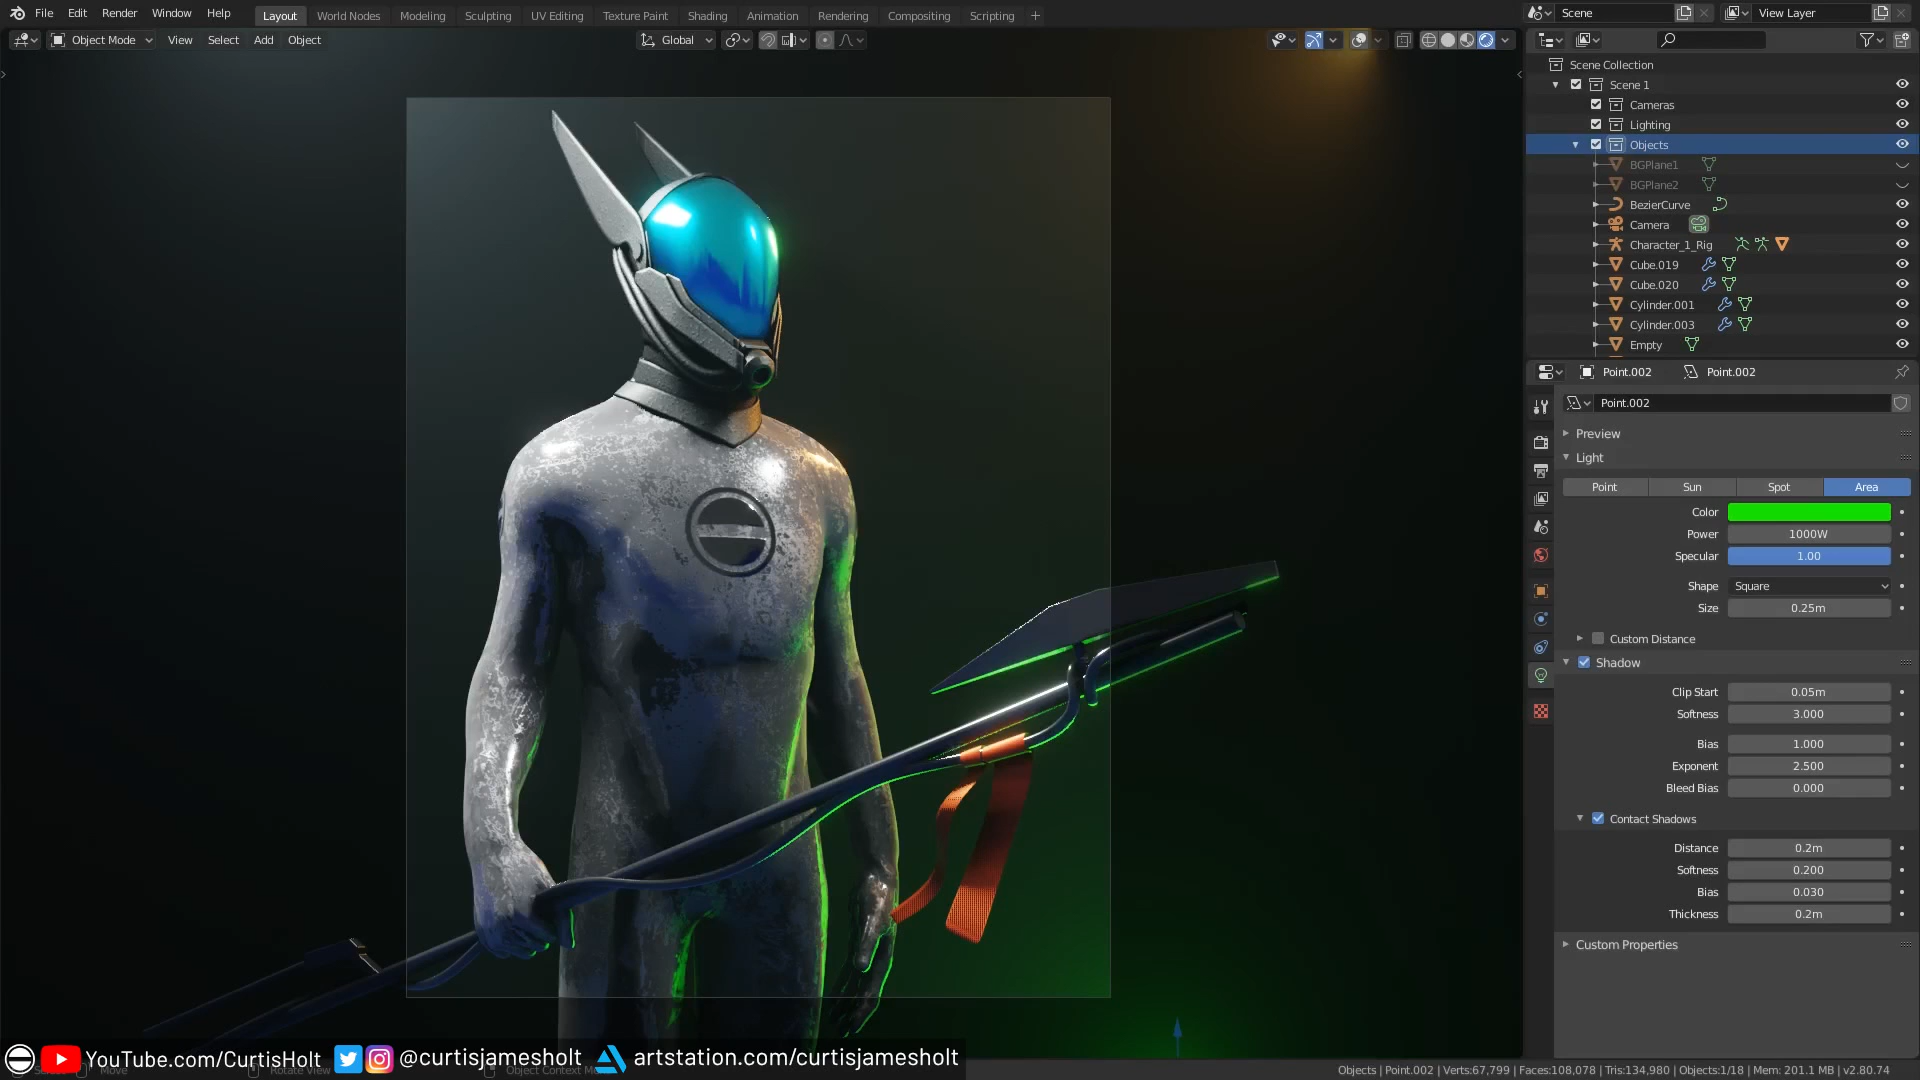 File Edit Render Window Help
Layout World Nodes Modeling Sculpting UV Editing Texture Paint Shading Animation Rendering Compositing Scripting +
Scene
View Layer
Object Mode View Select Add Object
Global
Scene Collection
Scene 1
Cameras
Lighting
Objects
BGPlane1
BGPlane2
BezierCurve
Camera
Character_1_Rig
Cube.019
Cube.020
Cylinder.001
Cylinder.003
Empty
Point.002 Point.002
Point.002
Preview
Light
Point Sun Spot Area
Color
Power 1000W
Specular 1.00
Shape Square
Size 0.25m
Custom Distance
Shadow
Clip Start 0.05m
Softness 3.000
Bias 1.000
Exponent 2.500
Bleed Bias 0.000
Contact Shadows
Distance 0.2m
Softness 0.200
Bias 0.030
Thickness 0.2m
Custom Properties
YouTube.com/CurtisHolt @curtisjamesholt artstation.com/curtisjamesholt
Move Rotate View Object Context
Objects | Point.002 | Verts:67,799 | Faces:108,078 | Tris:134,980 | Objects:1/18 | Mem: 201.1 MB | v2.80.74